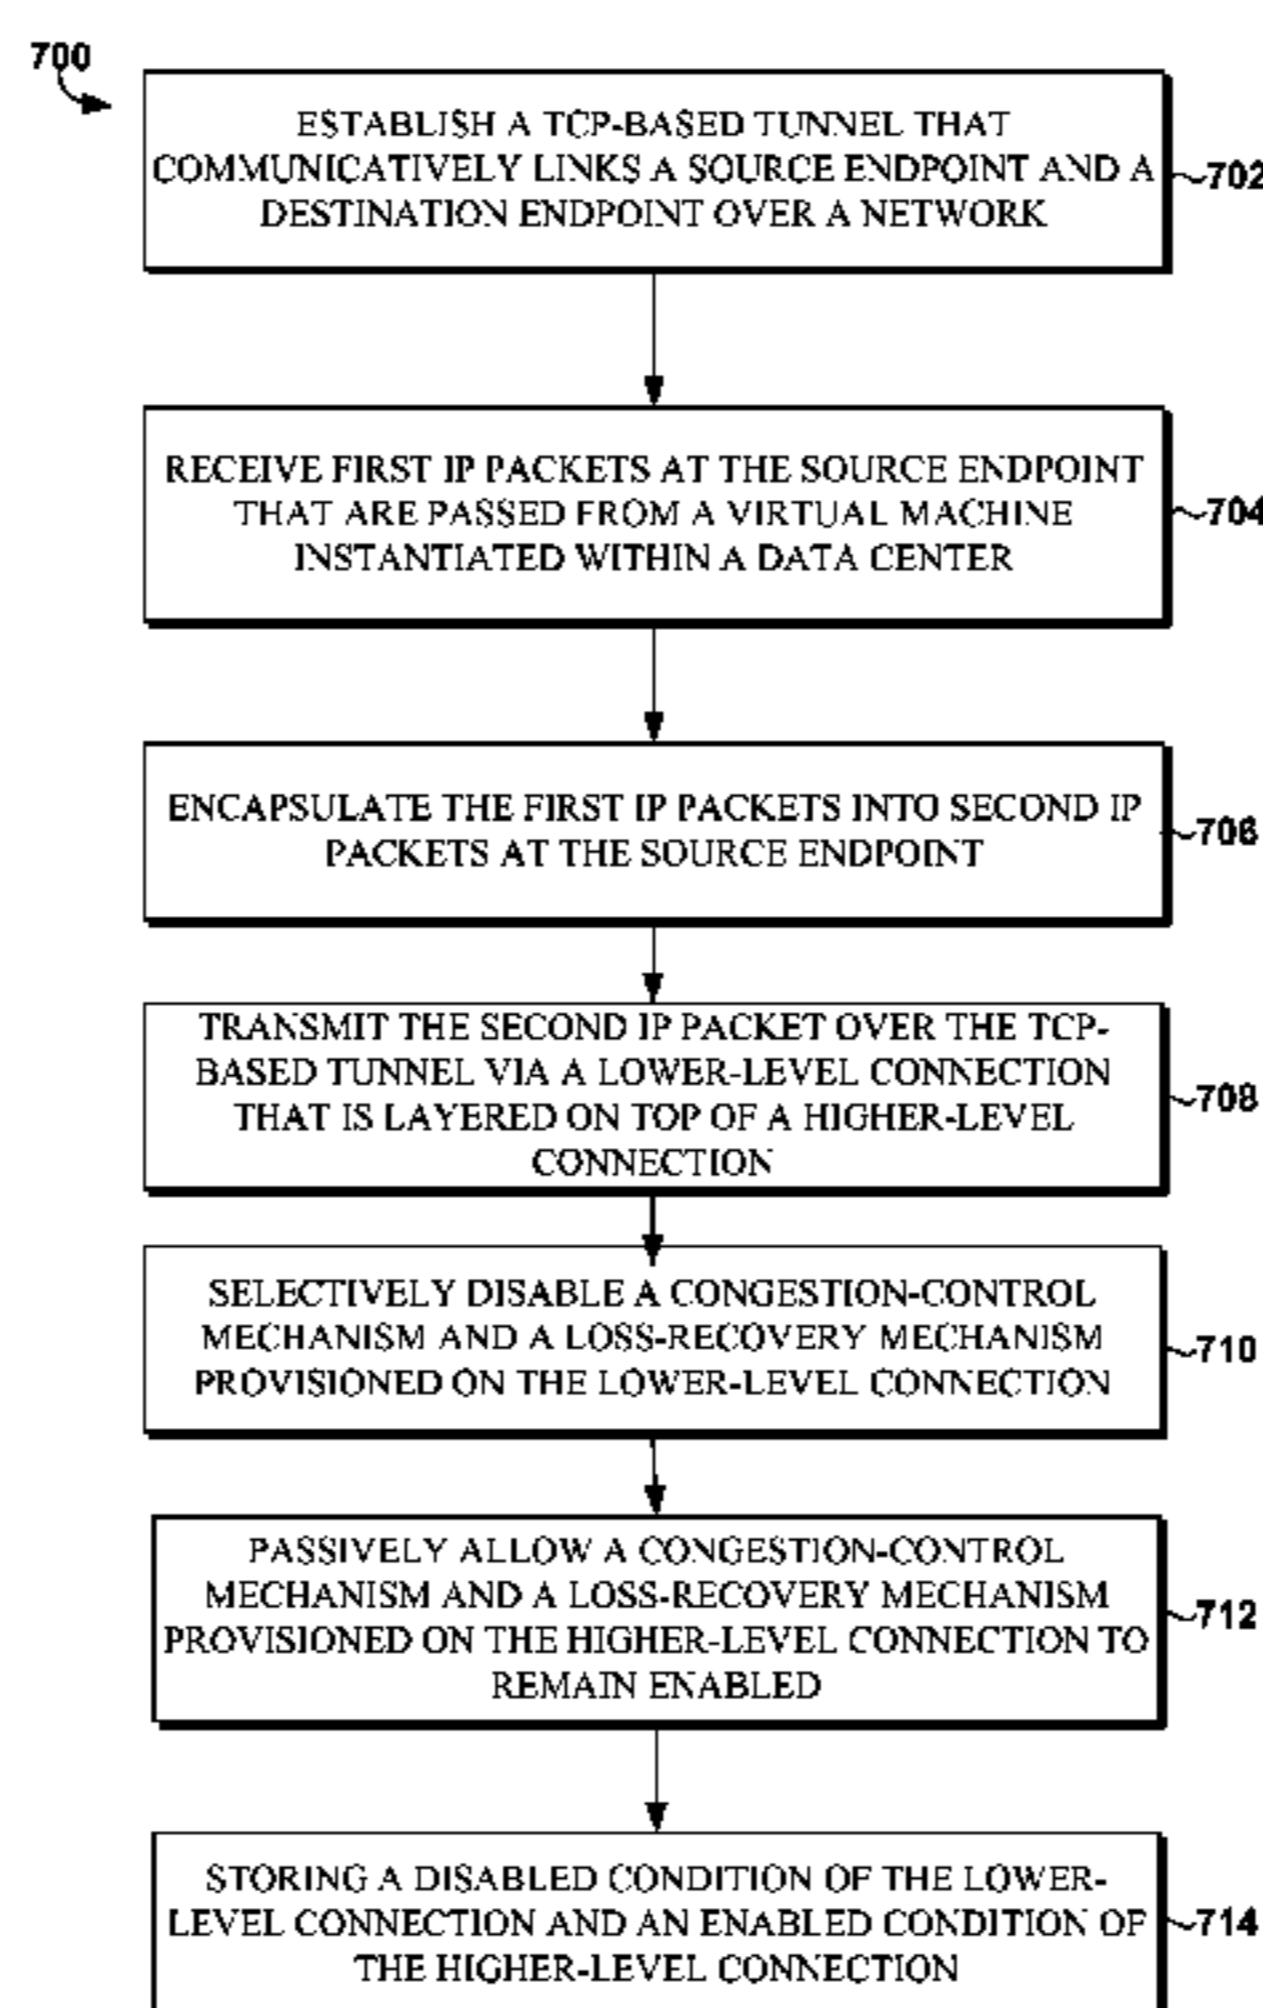 700
ESTABLISH A TCP-BASED TUNNEL THAT
COMMUNICATIVELY LINKS A SOURCE ENDPOINT AND A
DESTINATION ENDPOINT OVER A NETWORK
702
RECEIVE FIRST IP PACKETS AT THE SOURCE ENDPOINT
THAT ARE PASSED FROM A VIRTUAL MACHINE
INSTANTIATED WITHIN A DATA CENTER
704
ENCAPSULATE THE FIRST IP PACKETS INTO SECOND IP
PACKETS AT THE SOURCE ENDPOINT
706
TRANSMIT THE SECOND IP PACKET OVER THE TCP-
BASED TUNNEL VIA A LOWER-LEVEL CONNECTION
THAT IS LAYERED ON TOP OF A HIGHER-LEVEL
CONNECTION
708
SELECTIVELY DISABLE A CONGESTION-CONTROL
MECHANISM AND A LOSS-RECOVERY MECHANISM
PROVISIONED ON THE LOWER-LEVEL CONNECTION
710
PASSIVELY ALLOW A CONGESTION-CONTROL
MECHANISM AND A LOSS-RECOVERY MECHANISM
PROVISIONED ON THE HIGHER-LEVEL CONNECTION TO
REMAIN ENABLED
712
STORING A DISABLED CONDITION OF THE LOWER-
LEVEL CONNECTION AND AN ENABLED CONDITION OF
THE HIGHER-LEVEL CONNECTION
714